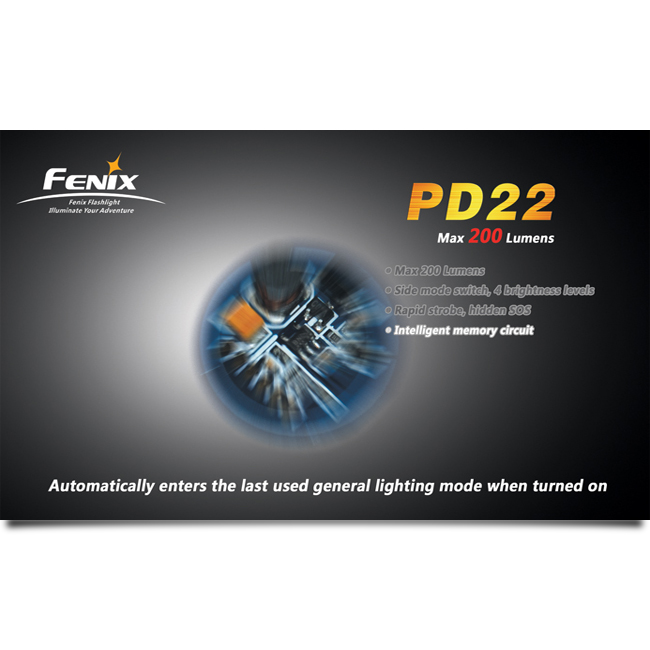 FENIX
Fenix Flashlight
Illuminate Your Adventure
PD22
Max 200 Lumens
• Max 200 Lumens
• Side mode switch, 4 brightness levels
• Rapid strobe, hidden SOS
• Intelligent memory circuit
Automatically enters the last used general lighting mode when turned on